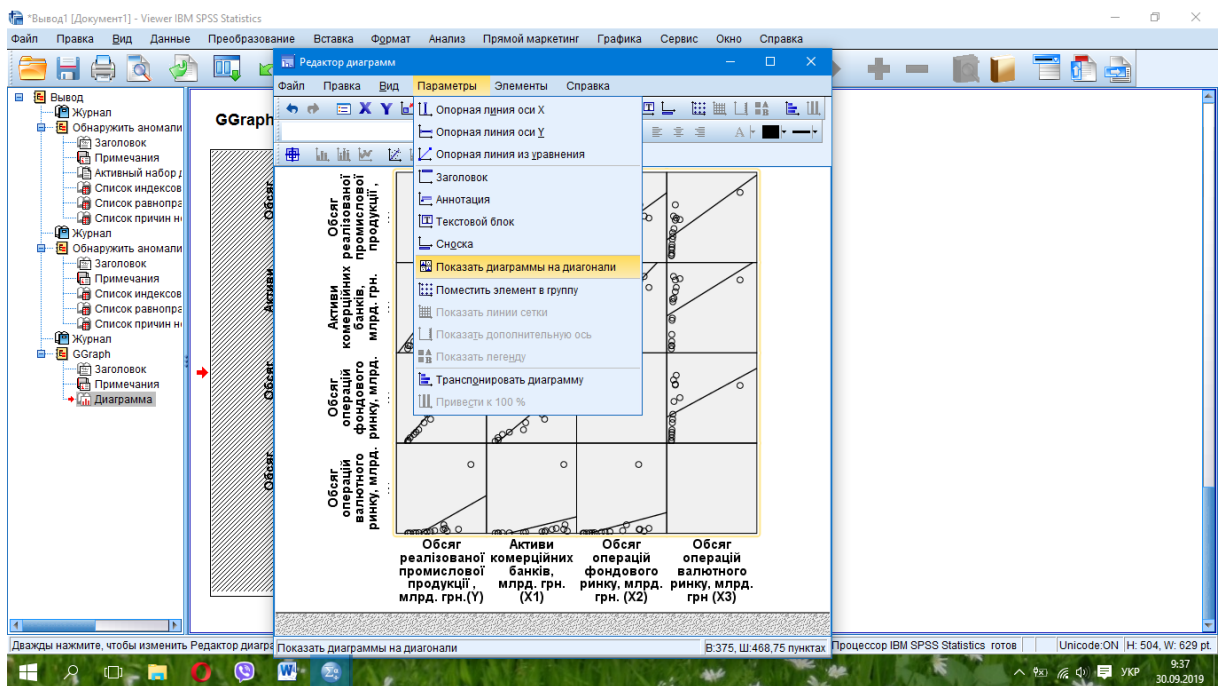 *Вывод1 [Документ1] - Viewer IBM SPSS Statistics
Файл Правка Вид Данные Преобразование Вставка Формат Анализ Прямой маркетинг Графика Сервис Окно Справка
Вывод
Журнал
Обнаружить аномали
Заголовок
Примечания
Активный набор
Список индексов
Список равнопра
Список причин
Журнал
Обнаружить аномали
Заголовок
Примечания
Список индексов
Список равнопра
Список причин
Журнал
GGraph
Заголовок
Примечания
Диаграмма
GGraph
Обсяг
Активи
Обсяг
Обсяг
Редактор диаграмм
Файл Правка Вид Параметры Элементы Справка
Опорная линия оси X
Опорная линия оси Y
Опорная линия из уравнения
Заголовок
Аннотация
Текстовой блок
Сноска
Показать диаграммы на диагонали
Поместить элемент в группу
Показать линии сетки
Показать дополнительную ось
Показать легенду
Транспонировать диаграмму
Привести к 100 %
Обсяг
реалізованої
промислової
продукції ,
Активи
комерційних
банків,
млрд. грн.
Обсяг
операцій
фондового
ринку, млрд.
Обсяг
операцій
валютного
ринку, млрд.
Обсяг
реалізованої
промислової
продукції ,
млрд. грн.(Y)
Активи
комерційних
банків,
млрд. грн.
(X1)
Обсяг
операцій
фондового
ринку, млрд.
грн. (X2)
Обсяг
операцій
валютного
ринку, млрд.
грн (X3)
Показать диаграммы на диагонали В:375, Ш:468,75 пунктах
Дважды нажмите, чтобы изменить Редактор диагра Процессор IBM SPSS Statistics готов Unicode:ON H: 504, W: 629 pt.
УКР 9:37
30.09.2019